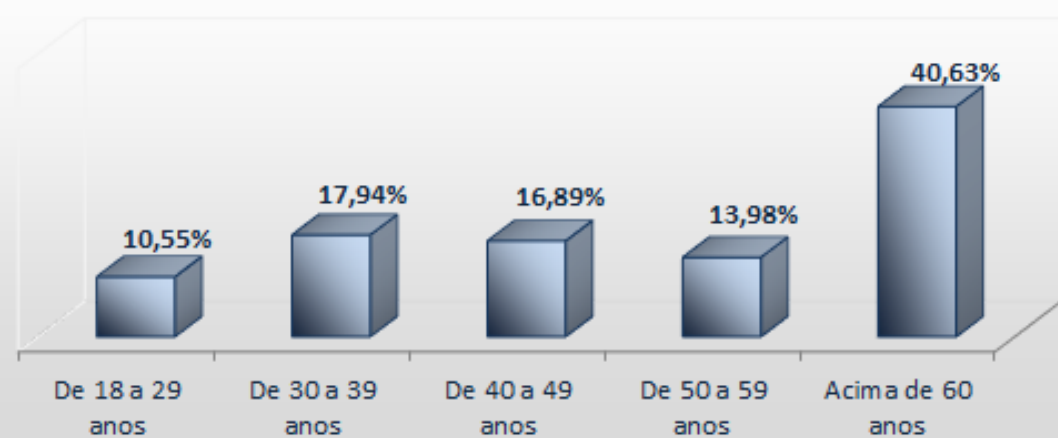 40,63%
17,94%
16,89%
13,98%
10,55%
De 18 a 29
anos
De 30 a 39
anos
De 40 a 49
anos
De 50 a 59
anos
Acima de 60
anos